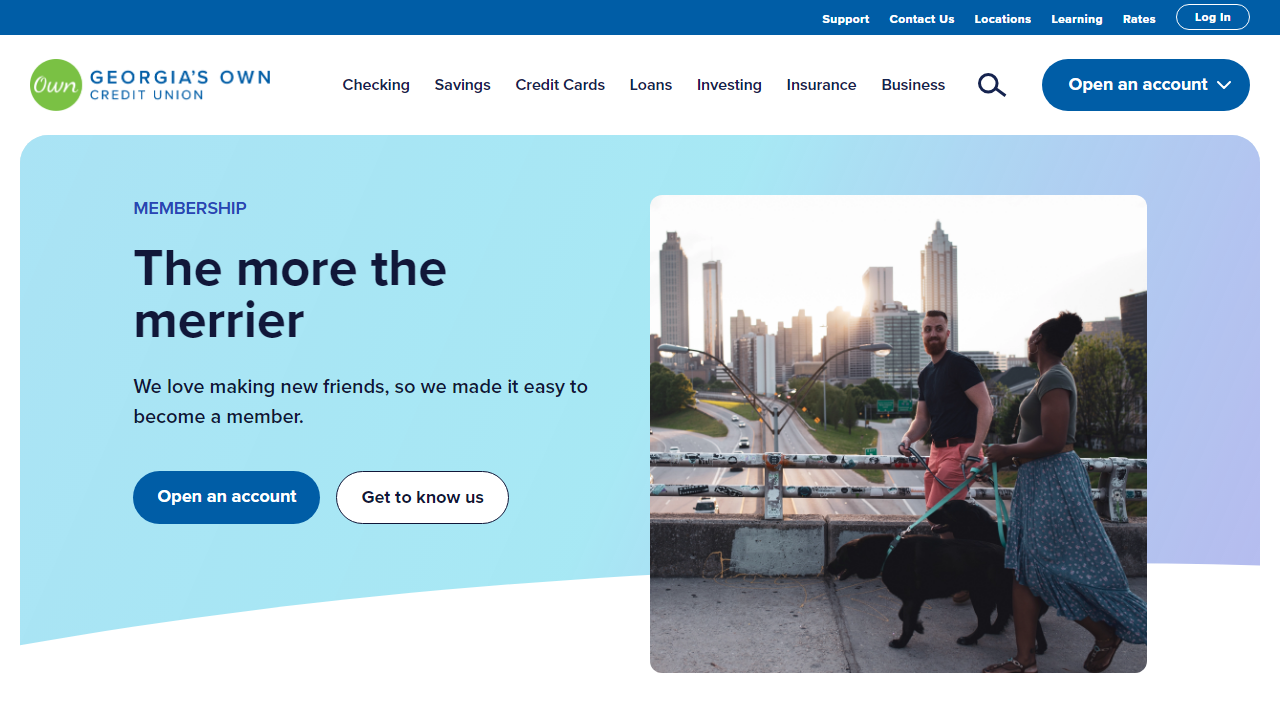 Support Contact Us Locations Learning Rates Log In
Own GEORGIA'S OWN
CREDIT UNION
Checking Savings Credit Cards Loans Investing Insurance Business Open an account
MEMBERSHIP
The more the
merrier
We love making new friends, so we made it easy to
become a member.
Open an account Get to know us